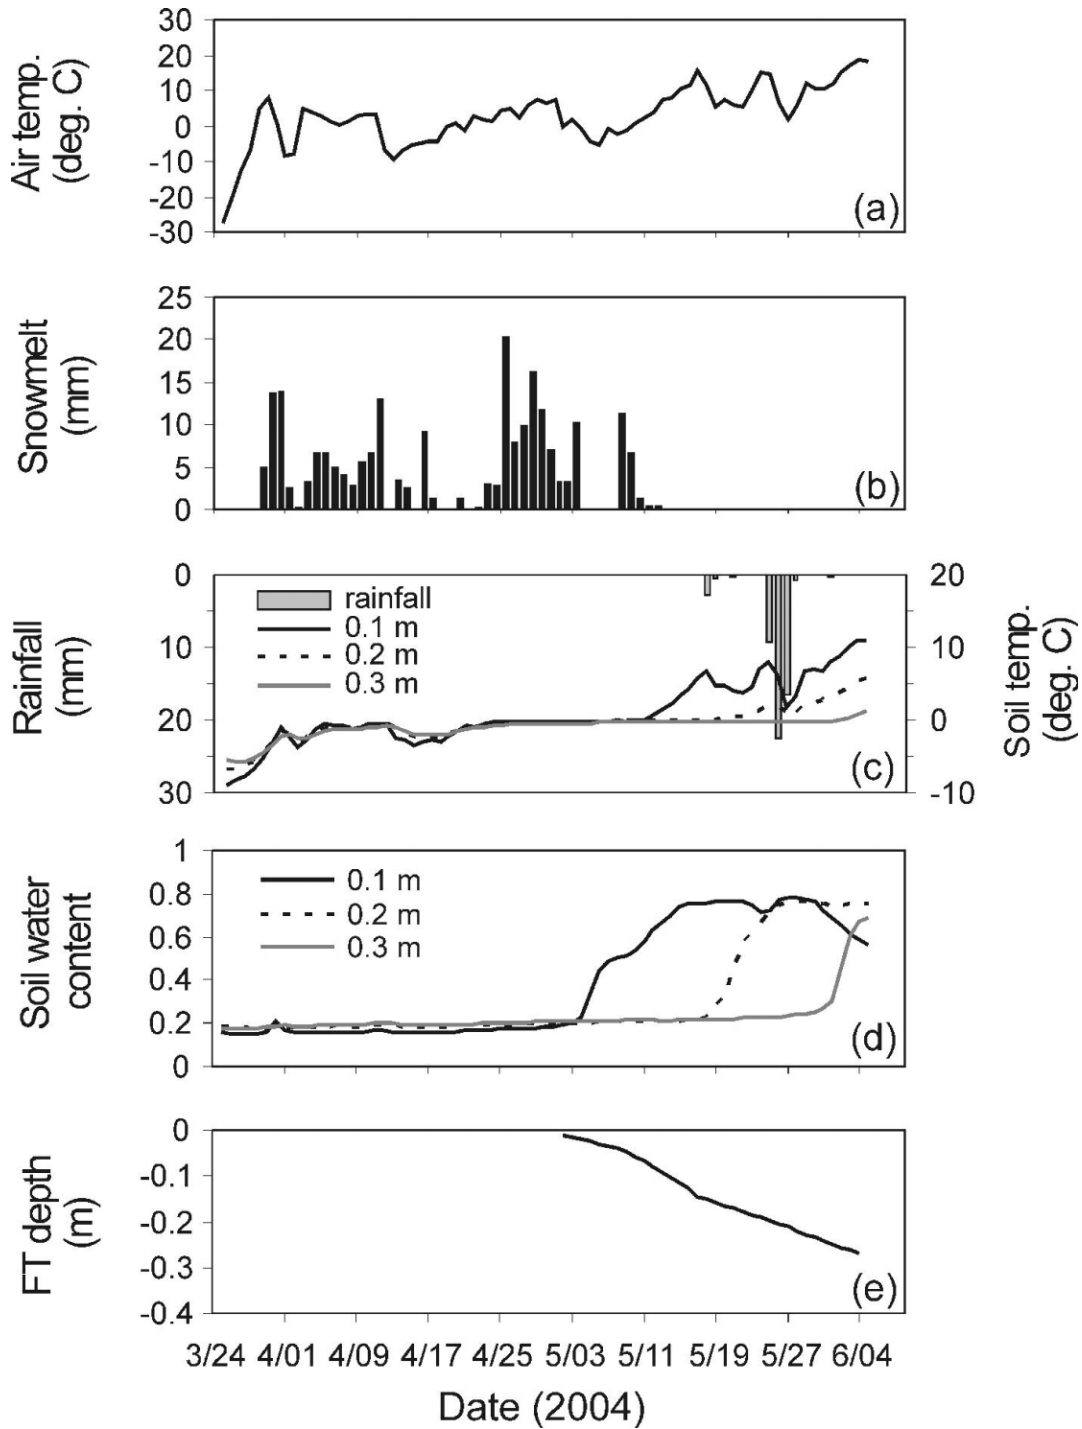 Air temp.
(deg. C)
30
20
10
0
-10
-20
-30
(a)
Snowmelt
(mm)
25
20
15
10
5
0
(b)
Rainfall
(mm)
0
10
20
30
rainfall
0.1 m
0.2 m
0.3 m
20
10
0
-10
Soil temp.
(deg. C)
(c)
Soil water
content
1
0.8
0.6
0.4
0.2
0
0.1 m
0.2 m
0.3 m
(d)
FT depth
(m)
0
-0.1
-0.2
-0.3
-0.4
(e)
3/24 4/01 4/09 4/17 4/25 5/03 5/11 5/19 5/27 6/04
Date (2004)